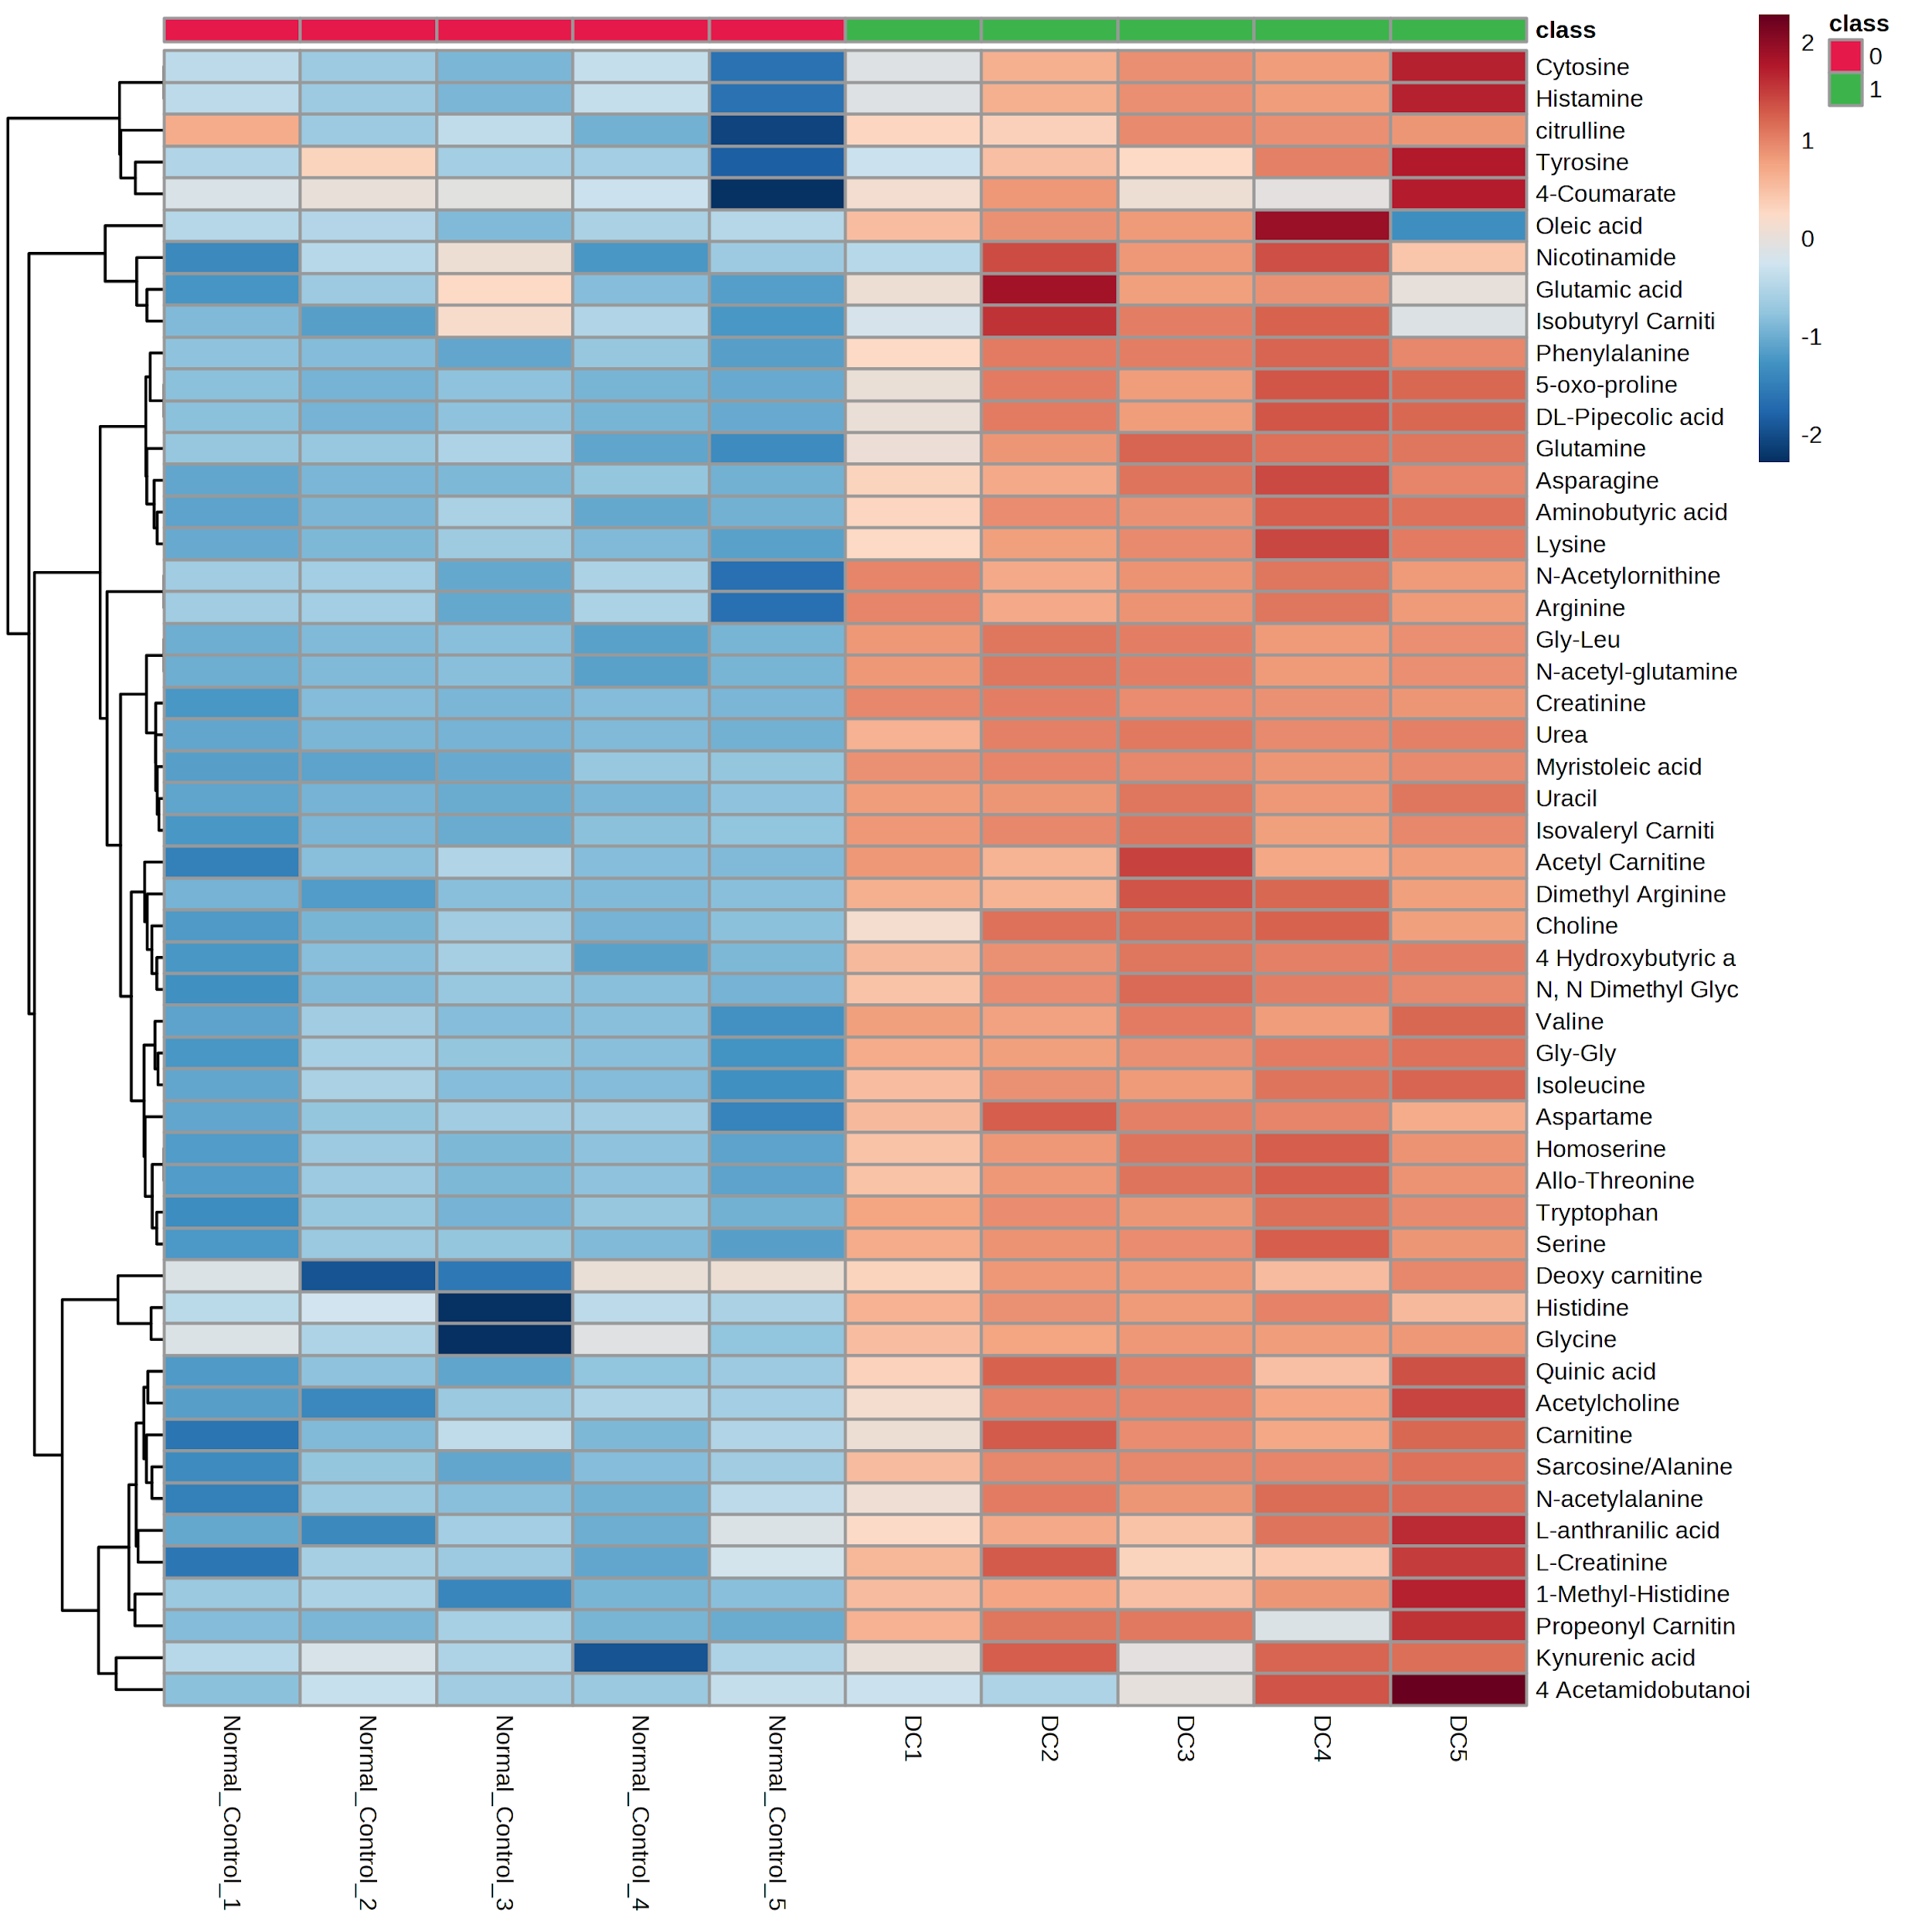 class
Cytosine
Histamine
citrulline
Tyrosine
4-Coumarate
Oleic acid
Nicotinamide
Glutamic acid
Isobutyryl Carniti
Phenylalanine
5-oxo-proline
DL-Pipecolic acid
Glutamine
Asparagine
Aminobutyric acid
Lysine
N-Acetylornithine
Arginine
Gly-Leu
N-acetyl-glutamine
Creatinine
Urea
Myristoleic acid
Uracil
Isovaleryl Carniti
Acetyl Carnitine
Dimethyl Arginine
Choline
4 Hydroxybutyric a
N, N Dimethyl Glyc
Valine
Gly-Gly
Isoleucine
Aspartame
Homoserine
Allo-Threonine
Tryptophan
Serine
Deoxy carnitine
Histidine
Glycine
Quinic acid
Acetylcholine
Carnitine
Sarcosine/Alanine
N-acetylalanine
L-anthranilic acid
L-Creatinine
1-Methyl-Histidine
Propeonyl Carnitin
Kynurenic acid
4 Acetamidobutanoi
2
1
0
-1
-2
class
0
1
Normal_Control_1
Normal_Control_2
Normal_Control_3
Normal_Control_4
Normal_Control_5
DC1
DC2
DC3
DC4
DC5